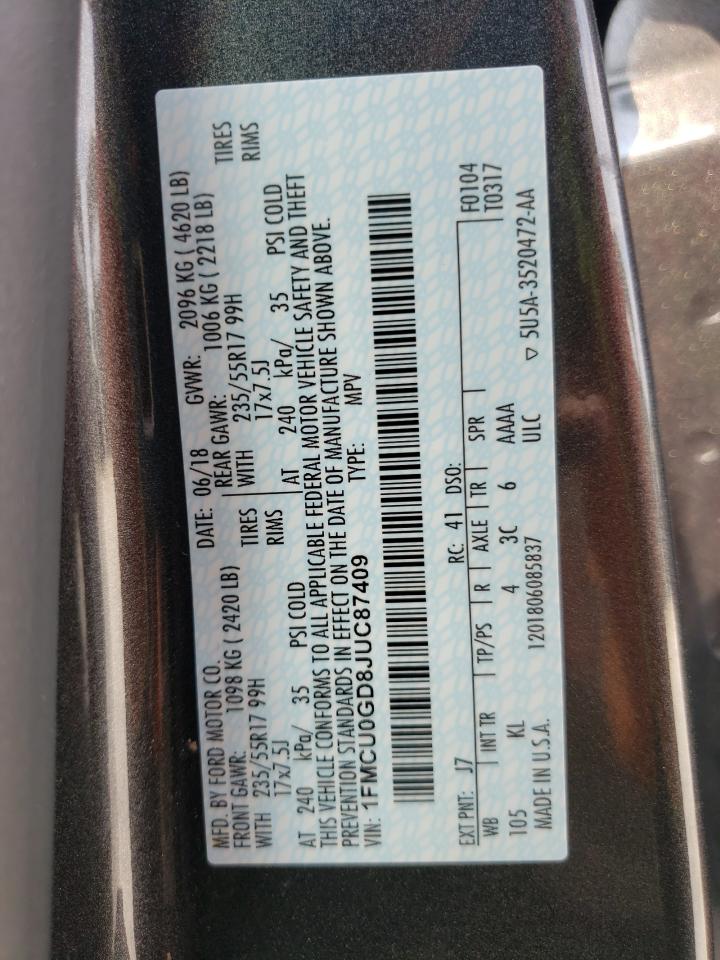 MFD. BY FORD MOTOR CO. DATE: 06/18 GVWR: 2096 KG ( 4620 LB)
FRONT GAWR: 1098 KG ( 2420 LB) REAR GAWR: 1006 KG ( 2218 LB)
WITH 235/55R17 99H TIRES WITH 235/55R17 99H TIRES
17x7.5J RIMS 17x7.5J RIMS
AT 240 kPa/ 35 PSI COLD AT 240 kPa/ 35 PSI COLD
THIS VEHICLE CONFORMS TO ALL APPLICABLE FEDERAL MOTOR VEHICLE SAFETY AND THEFT
PREVENTION STANDARDS IN EFFECT ON THE DATE OF MANUFACTURE SHOWN ABOVE.
VIN: 1FMCU0GD8JUC87409 TYPE: MPV
EXT PNT: J7 RC: 41 DSO: F0104
WB INT TR TP/PS R AXLE TR SPR T0317
105 KL 4 3C 6 AAAA
ULC
MADE IN U.S.A. 1201806085837 ▽ 5U5A-3520472-AA